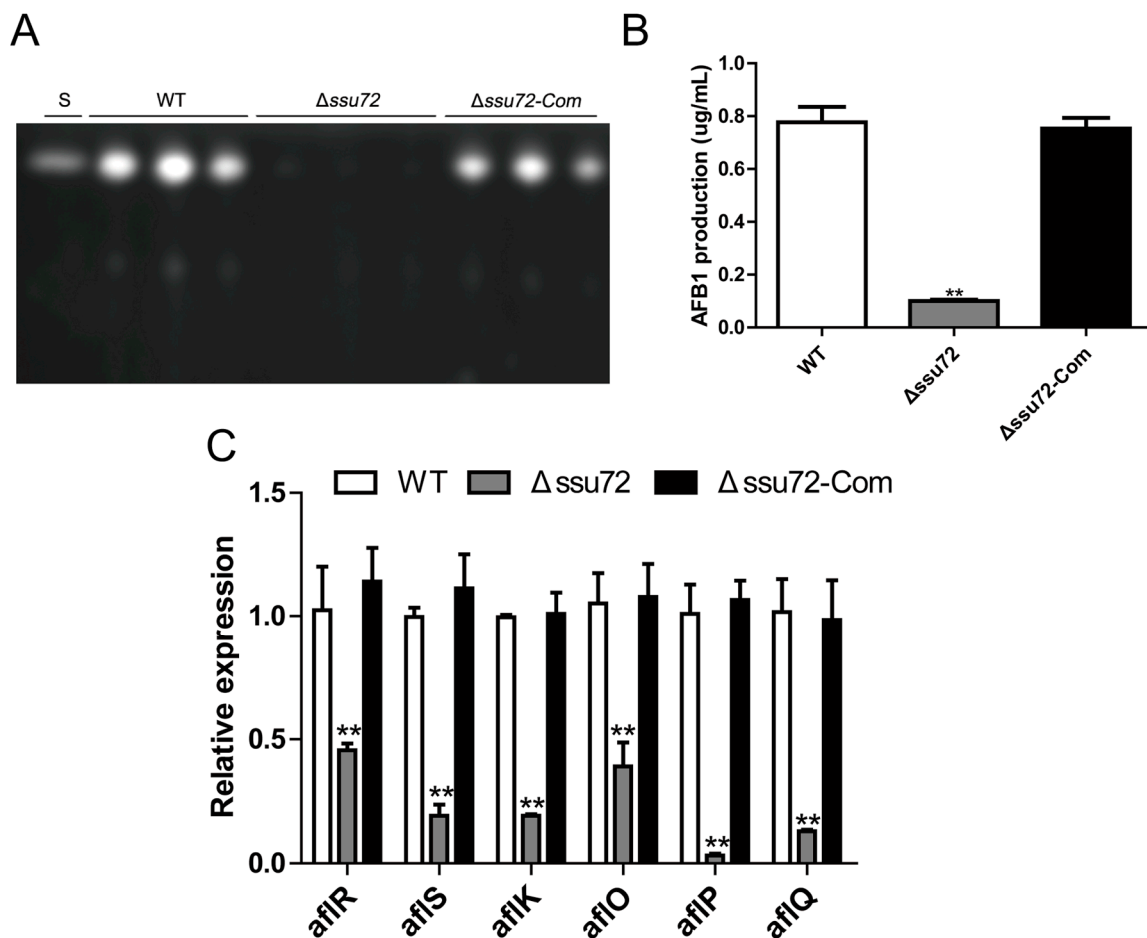 A
S WT Δssu72 Δssu72-Com
B
AFB1 production (ug/mL)
1.0
0.8
0.6
0.4
0.2
0.0
**
WT Δssu72 Δssu72-Com
C
WT Δssu72 Δssu72-Com
Relative expression
1.5
1.0
0.5
0.0
** ** ** ** ** **
aflR aflS aflK aflO aflP aflQ